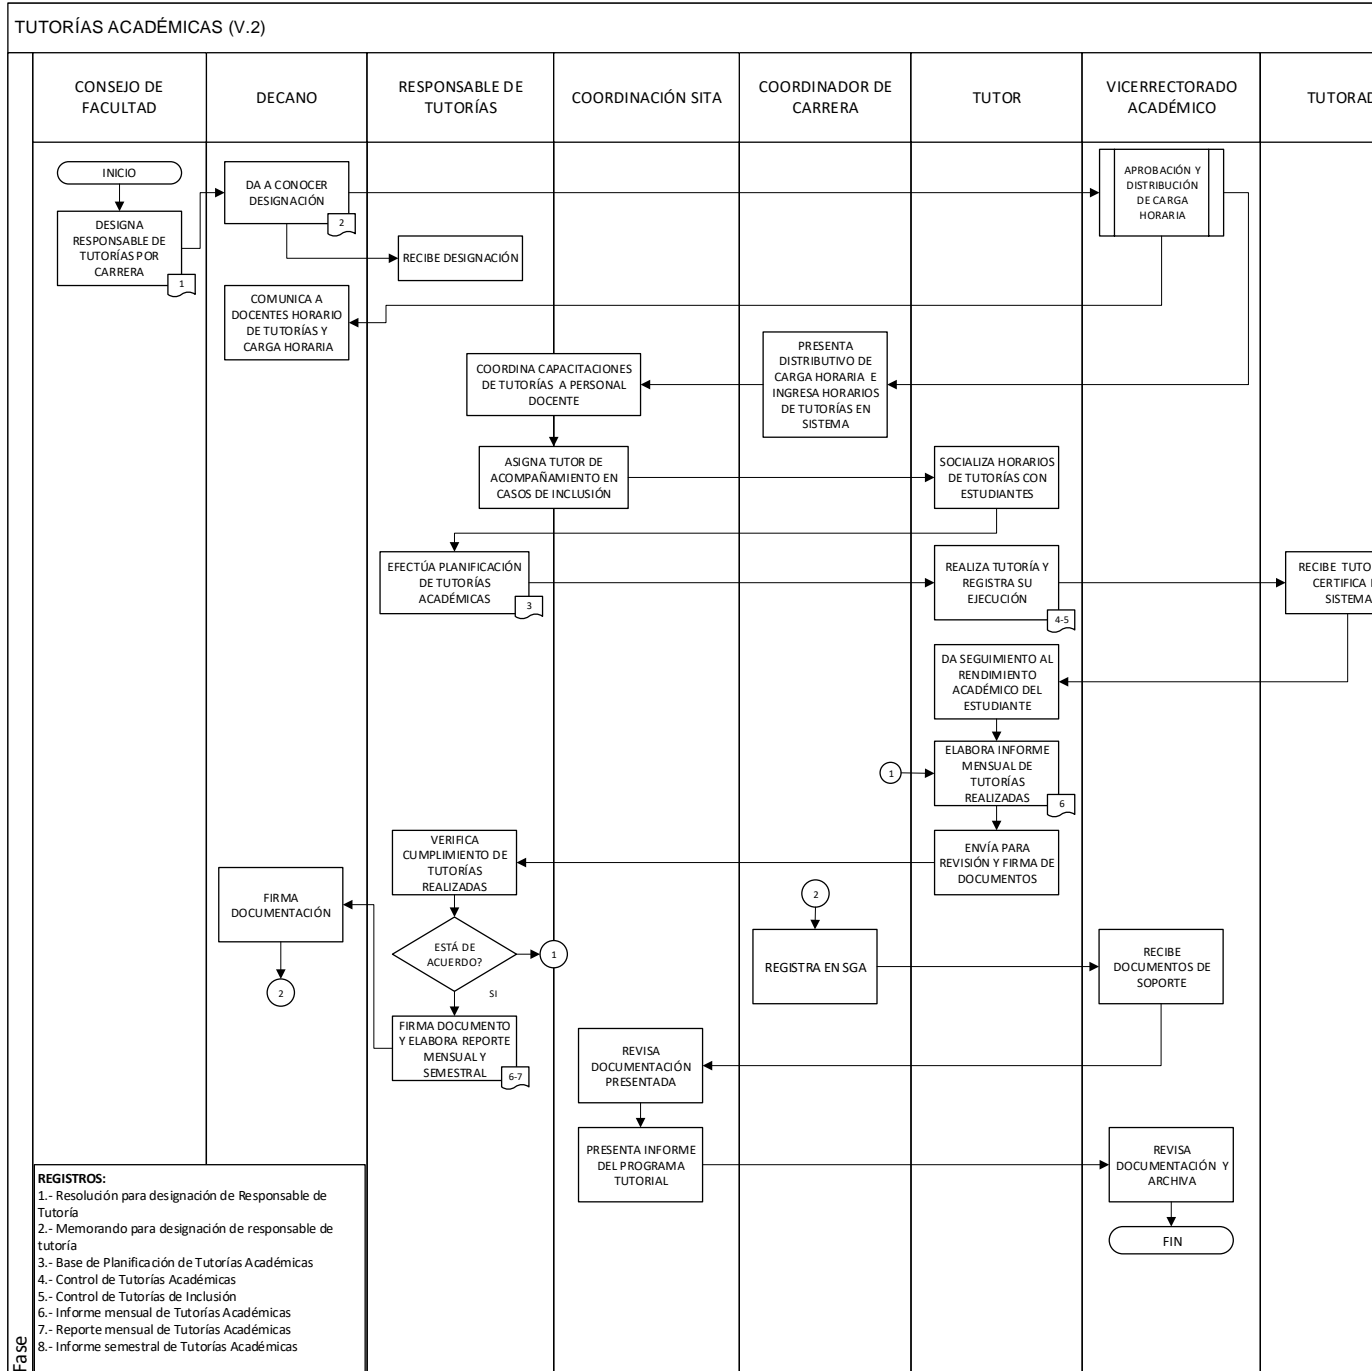 TUTORÍAS ACADÉMICAS (V.2)
CONSEJO DE
FACULTAD
DECANO
RESPONSABLE DE
TUTORÍAS
COORDINACIÓN SITA
COORDINADOR DE
CARRERA
TUTOR
VICERRECTORADO
ACADÉMICO
TUTORAD
INICIO
DESIGNA
RESPONSABLE DE
TUTORÍAS POR
CARRERA
1
DA A CONOCER
DESIGNACIÓN
2
RECIBE DESIGNACIÓN
APROBACIÓN Y
DISTRIBUCIÓN
DE CARGA
HORARIA
COMUNICA A
DOCENTES HORARIO
DE TUTORÍAS Y
CARGA HORARIA
PRESENTA
DISTRIBUTIVO DE
CARGA HORARIA E
INGRESA HORARIOS
DE TUTORÍAS EN
SISTEMA
COORDINA CAPACITACIONES
DE TUTORÍAS A PERSONAL
DOCENTE
ASIGNA TUTOR DE
ACOMPAÑAMIENTO EN
CASOS DE INCLUSIÓN
SOCIALIZA HORARIOS
DE TUTORÍAS CON
ESTUDIANTES
EFECTÚA PLANIFICACIÓN
DE TUTORÍAS
ACADÉMICAS
3
REALIZA TUTORÍA Y
REGISTRA SU
EJECUCIÓN
4-5
RECIBE TUTO
CERTIFICA
SISTEMA
DA SEGUIMIENTO AL
RENDIMIENTO
ACADÉMICO DEL
ESTUDIANTE
1
ELABORA INFORME
MENSUAL DE
TUTORÍAS
REALIZADAS
6
ENVÍA PARA
REVISIÓN Y FIRMA DE
DOCUMENTOS
VERIFICA
CUMPLIMIENTO DE
TUTORÍAS
REALIZADAS
ESTÁ DE
ACUERDO?
1
SI
FIRMA DOCUMENTO
Y ELABORA REPORTE
MENSUAL Y
SEMESTRAL
6-7
FIRMA
DOCUMENTACIÓN
2
2
REGISTRA EN SGA
RECIBE
DOCUMENTOS DE
SOPORTE
REVISA
DOCUMENTACIÓN
PRESENTADA
PRESENTA INFORME
DEL PROGRAMA
TUTORIAL
REVISA
DOCUMENTACIÓN Y
ARCHIVA
FIN
REGISTROS:
1.- Resolución para designación de Responsable de
Tutoría
2.- Memorando para designación de responsable de
tutoría
3.- Base de Planificación de Tutorías Académicas
4.- Control de Tutorías Académicas
5.- Control de Tutorías de Inclusión
6.- Informe mensual de Tutorías Académicas
7.- Reporte mensual de Tutorías Académicas
8.- Informe semestral de Tutorías Académicas
Fase